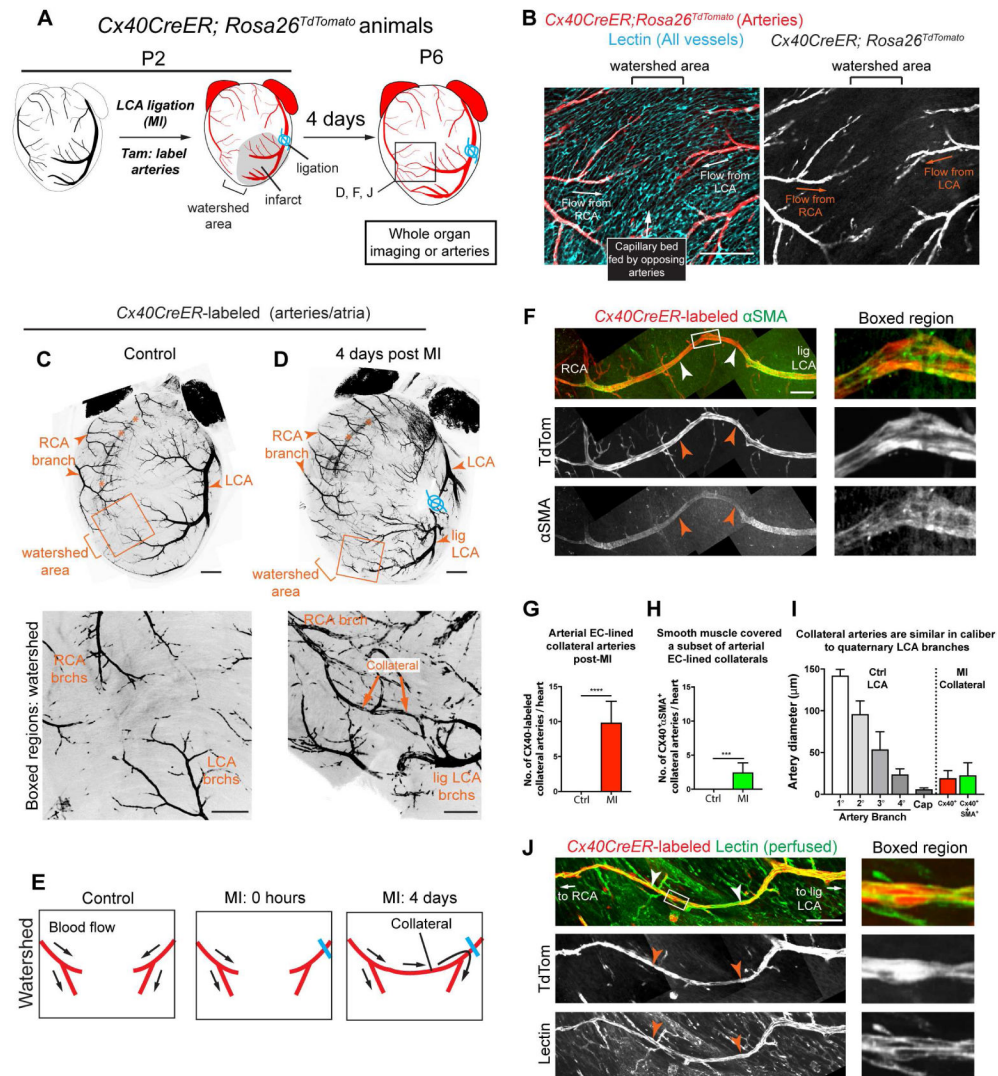 A
Cx40CreER; Rosa26TdTomato animals
P2
P6
LCA ligation
(MI)
Tam: label
arteries
4 days
ligation
infarct
watershed
area
D, F, J
Whole organ
imaging or arteries
B
Cx40CreER;Rosa26TdTomato (Arteries)
Lectin (All vessels)
Cx40CreER; Rosa26TdTomato
watershed area
watershed area
Flow from
LCA
Flow from
RCA
Capillary bed
fed by opposing
arteries
Flow from
LCA
Flow from
RCA
Cx40CreER-labeled (arteries/atria)
C
Control
D
4 days post MI
RCA
branch
LCA
watershed
area
RCA
branch
LCA
lig
LCA
watershed
area
Boxed regions: watershed
RCA
brchs
LCA
brchs
RCA brch
Collateral
lig LCA
brchs
E
Watershed
Control
Blood flow
MI: 0 hours
MI: 4 days
Collateral
F
Cx40CreER-labeled αSMA
Boxed region
RCA
lig
LCA
TdTom
αSMA
G
Arterial EC-lined
collateral arteries
post-MI
No. of CX40-labeled
collateral arteries / heart
15
10
5
0
****
Ctrl MI
H
Smooth muscle covered
a subset of arterial
EC-lined collaterals
No. of CX40+αSMA+
collateral arteries / heart
15
10
5
0
***
Ctrl MI
I
Collateral arteries are similar in caliber
to quaternary LCA branches
Artery diameter (μm)
150
100
50
0
Ctrl
LCA
MI
Collateral
1° 2° 3° 4° Cap
Artery Branch
Cx40+
Cx40+
+
SMA+
J
Cx40CreER-labeled Lectin (perfused)
Boxed region
to RCA
to lig
LCA
TdTom
Lectin